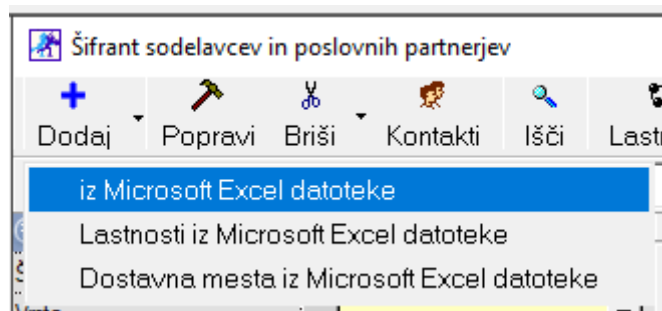 Šifrant sodelavcev in poslovnih partnerjev
Dodaj Popravi Briši Kontakti Išči
iz Microsoft Excel datoteke
Lastnosti iz Microsoft Excel datoteke
Dostavna mesta iz Microsoft Excel datoteke